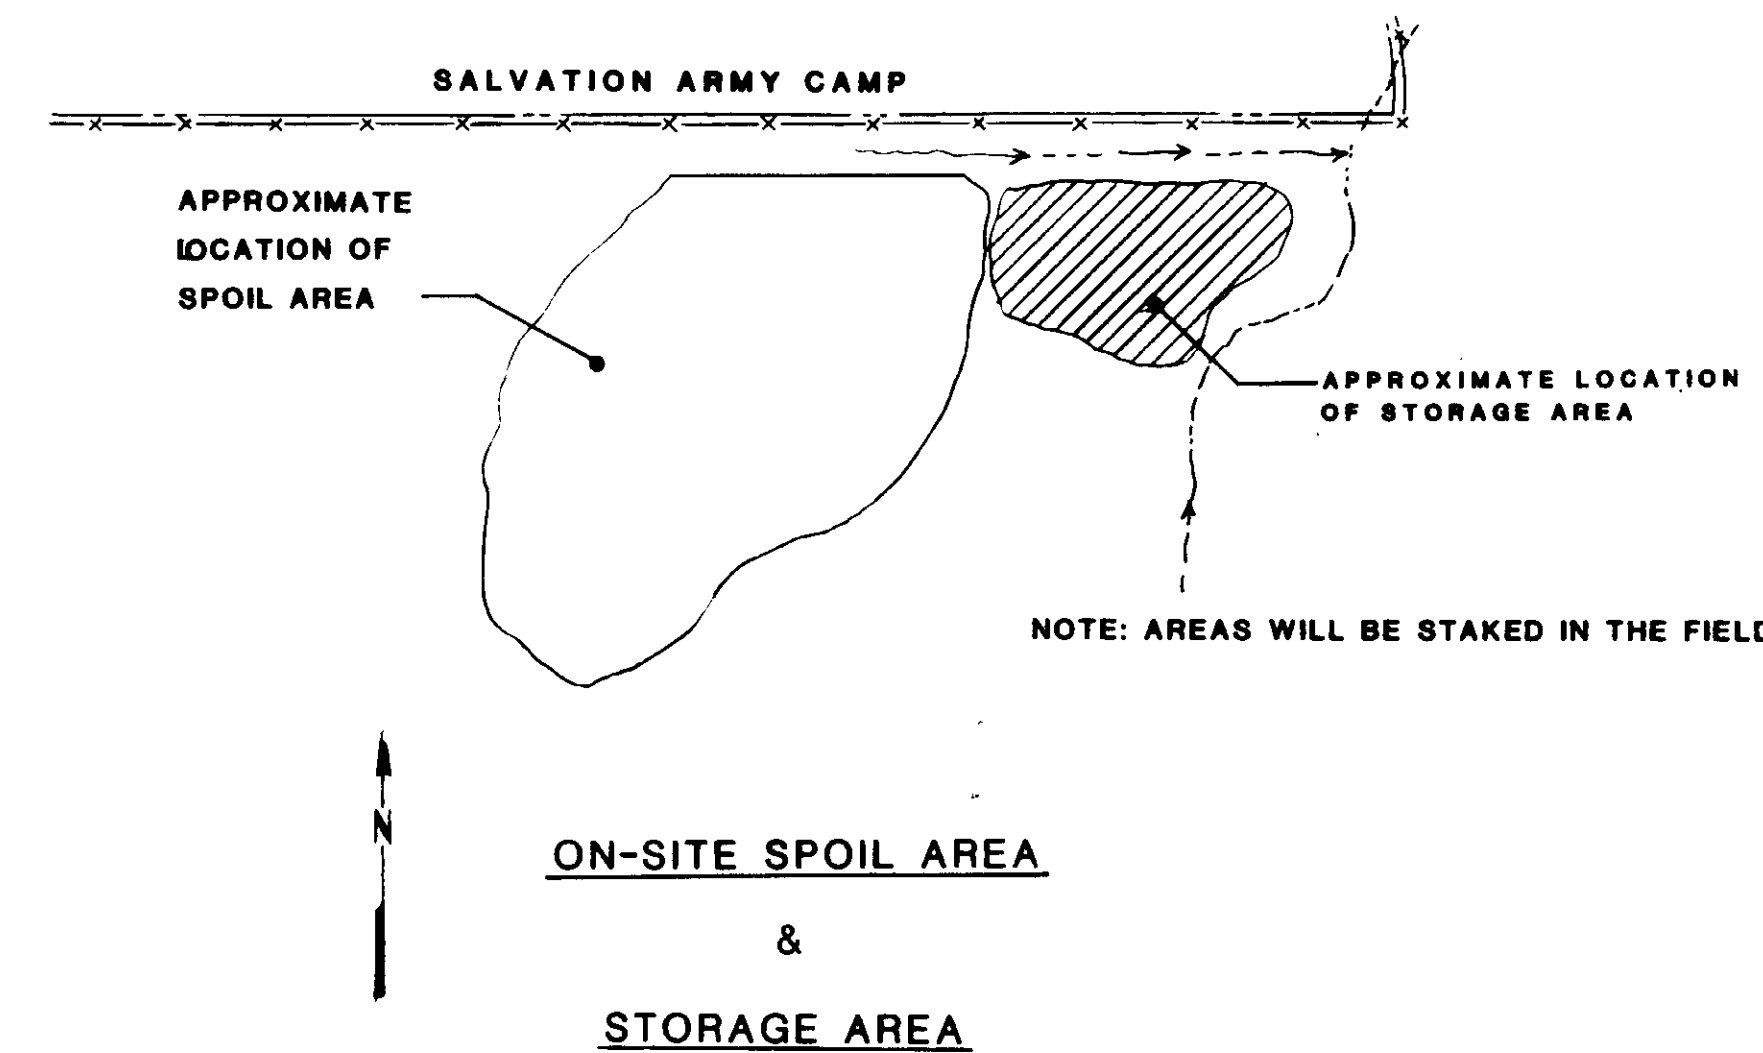 SALVATION ARMY CAMP
APPROXIMATE
LOCATION OF
SPOIL AREA
APPROXIMATE LOCATION
OF STORAGE AREA
NOTE: AREAS WILL BE STAKED IN THE FIELD
N
ON-SITE SPOIL AREA
&
STORAGE AREA